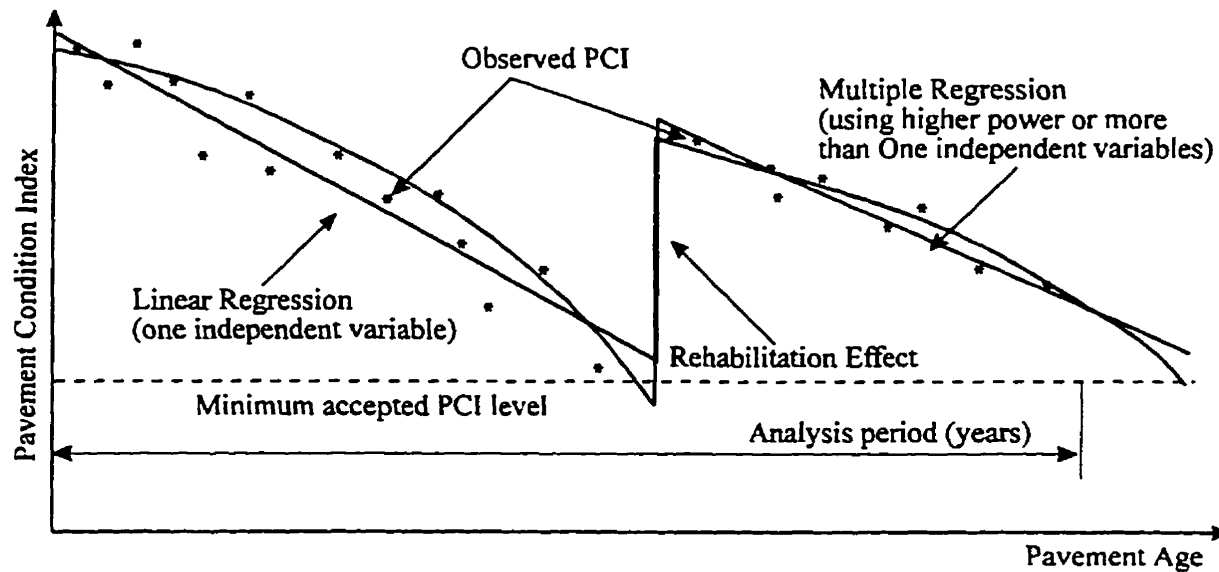 Observed PCI
Multiple Regression
(using higher power or more
than One independent variables)
Pavement Condition Index
Linear Regression
(one independent variable)
Rehabilitation Effect
Minimum accepted PCI level
Analysis period (years)
Pavement Age